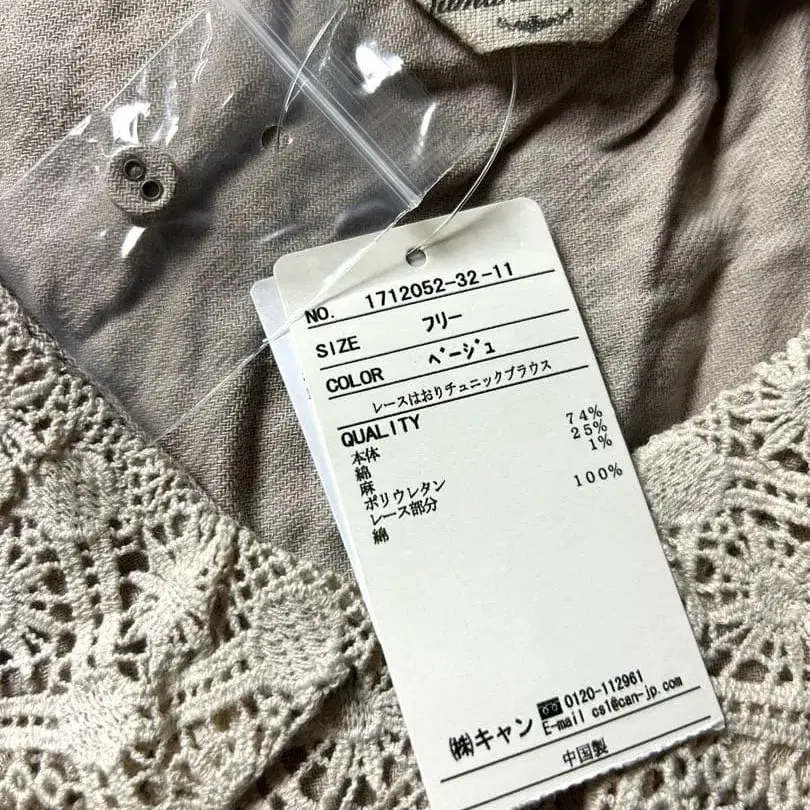 NO. 1712052-32-11
SIZE フリー
COLOR ベージュ
レースはおりチュニックブラウス
QUALITY
本体
綿 74%
麻 25%
ポリウレタン 1%
レース部分
綿 100%
㈱キャン 0120-112961
E-mail cs1@can-jp.com
中国製